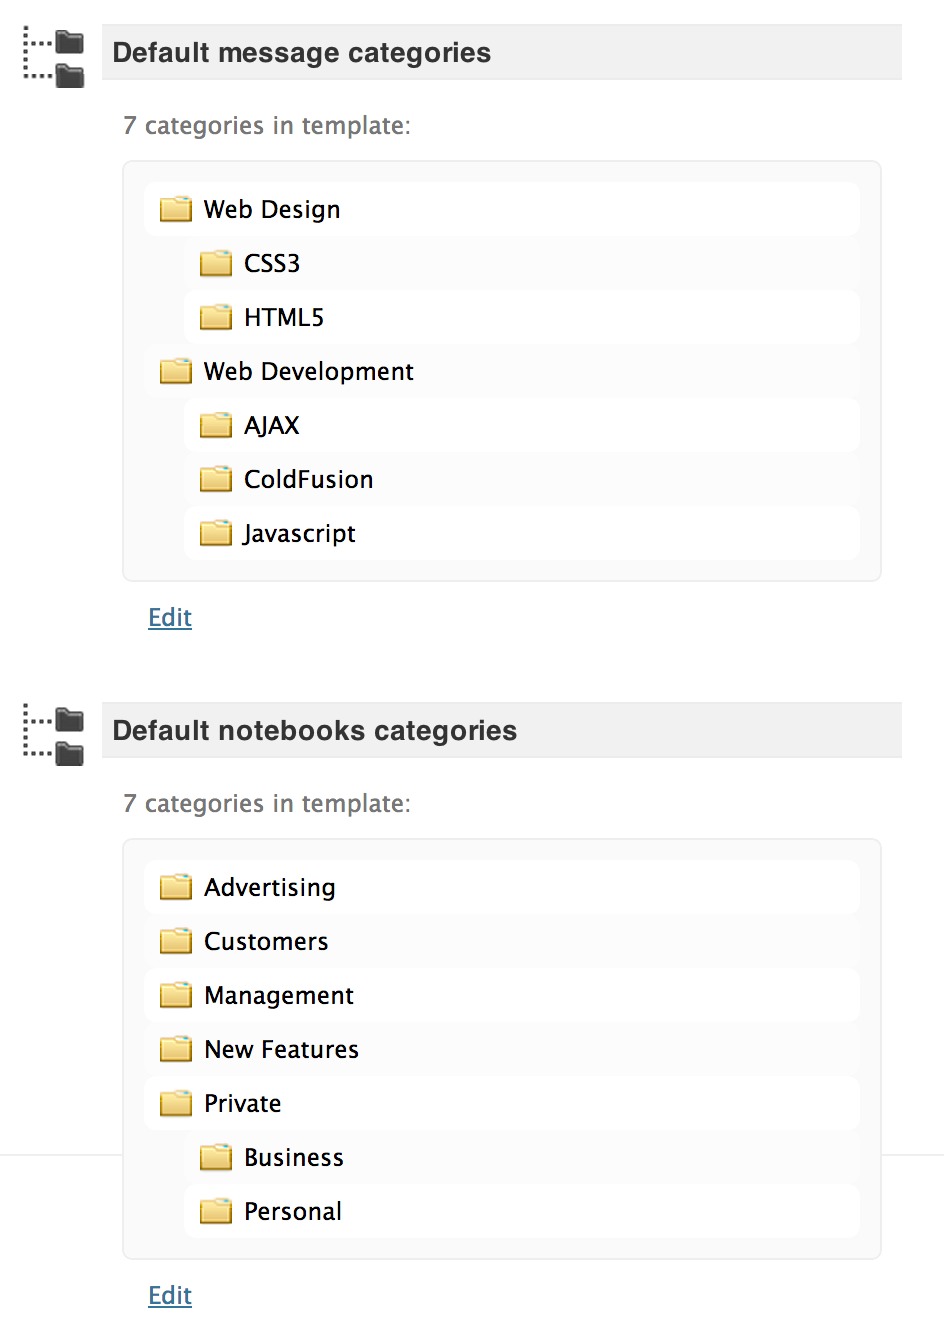 Default message categories
7 categories in template:
Web Design
CSS3
HTML5
Web Development
AJAX
ColdFusion
Javascript
Edit
Default notebooks categories
7 categories in template:
Advertising
Customers
Management
New Features
Private
Business
Personal
Edit